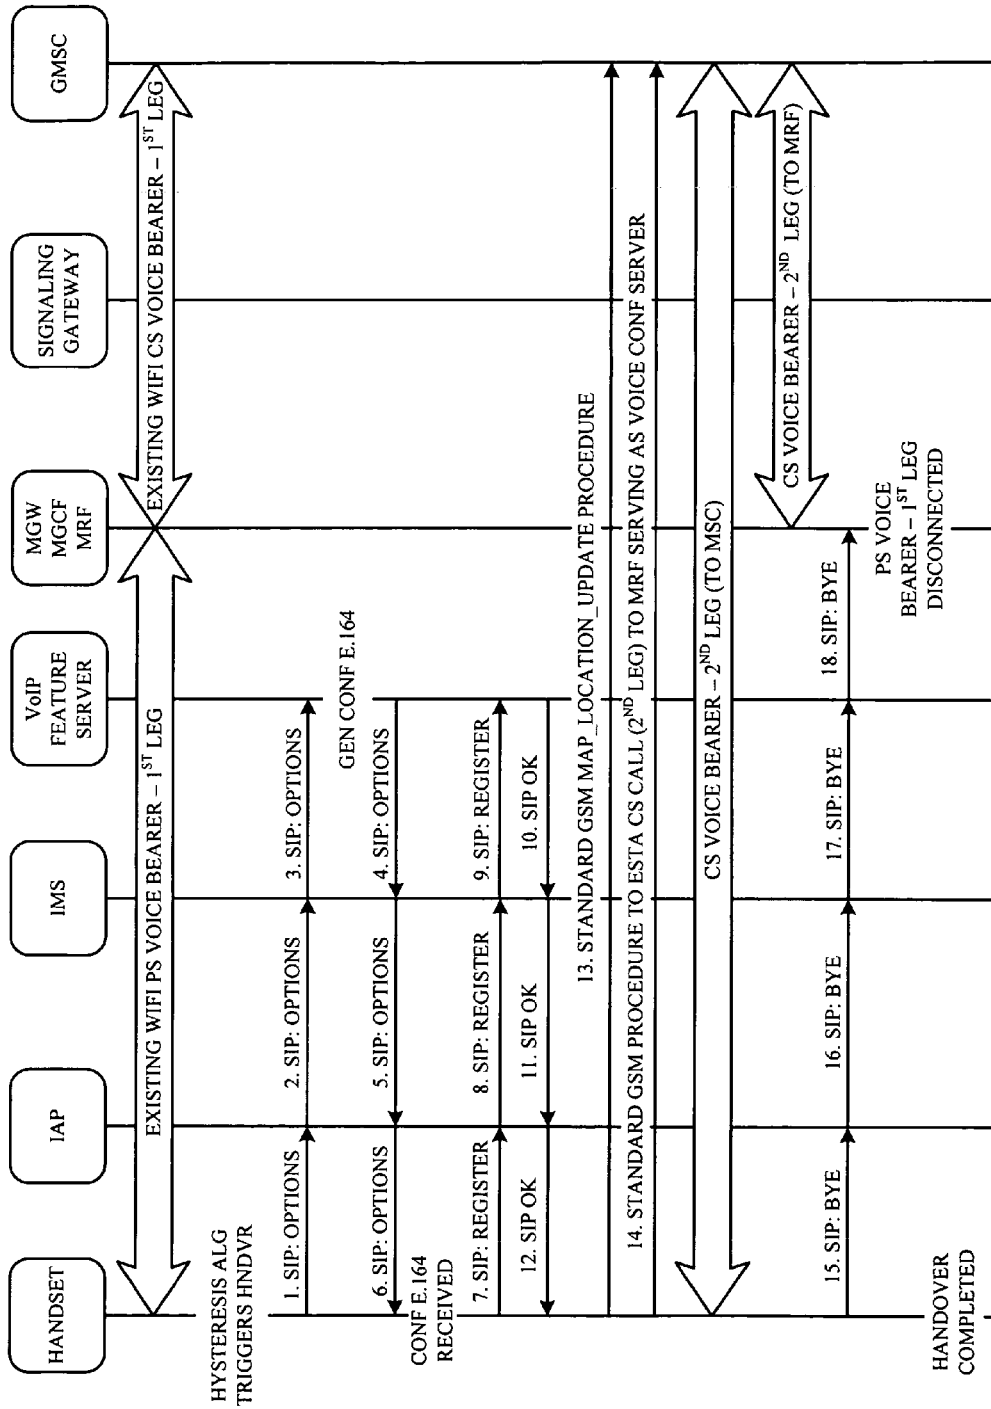 HANDSET
IAP
IMS
VoIP
FEATURE
SERVER
MGW
MGCF
MRF
SIGNALING
GATEWAY
GMSC
EXISTING WIFI PS VOICE BEARER – 1ST LEG
EXISTING WIFI CS VOICE BEARER – 1ST LEG
HYSTERESIS ALG
TRIGGERS HNDVR
1. SIP: OPTIONS
2. SIP: OPTIONS
3. SIP: OPTIONS
GEN CONF E.164
4. SIP: OPTIONS
5. SIP: OPTIONS
6. SIP: OPTIONS
CONF E.164
RECEIVED
7. SIP: REGISTER
8. SIP: REGISTER
9. SIP: REGISTER
10. SIP OK
11. SIP OK
12. SIP OK
13. STANDARD GSM MAP_LOCATION_UPDATE PROCEDURE
14. STANDARD GSM PROCEDURE TO ESTA CS CALL (2ND LEG) TO MRF SERVING AS VOICE CONF SERVER
CS VOICE BEARER – 2ND LEG (TO MSC)
CS VOICE BEARER – 2ND LEG (TO MRF)
15. SIP: BYE
16. SIP: BYE
17. SIP: BYE
18. SIP: BYE
PS VOICE
BEARER – 1ST LEG
DISCONNECTED
HANDOVER
COMPLETED